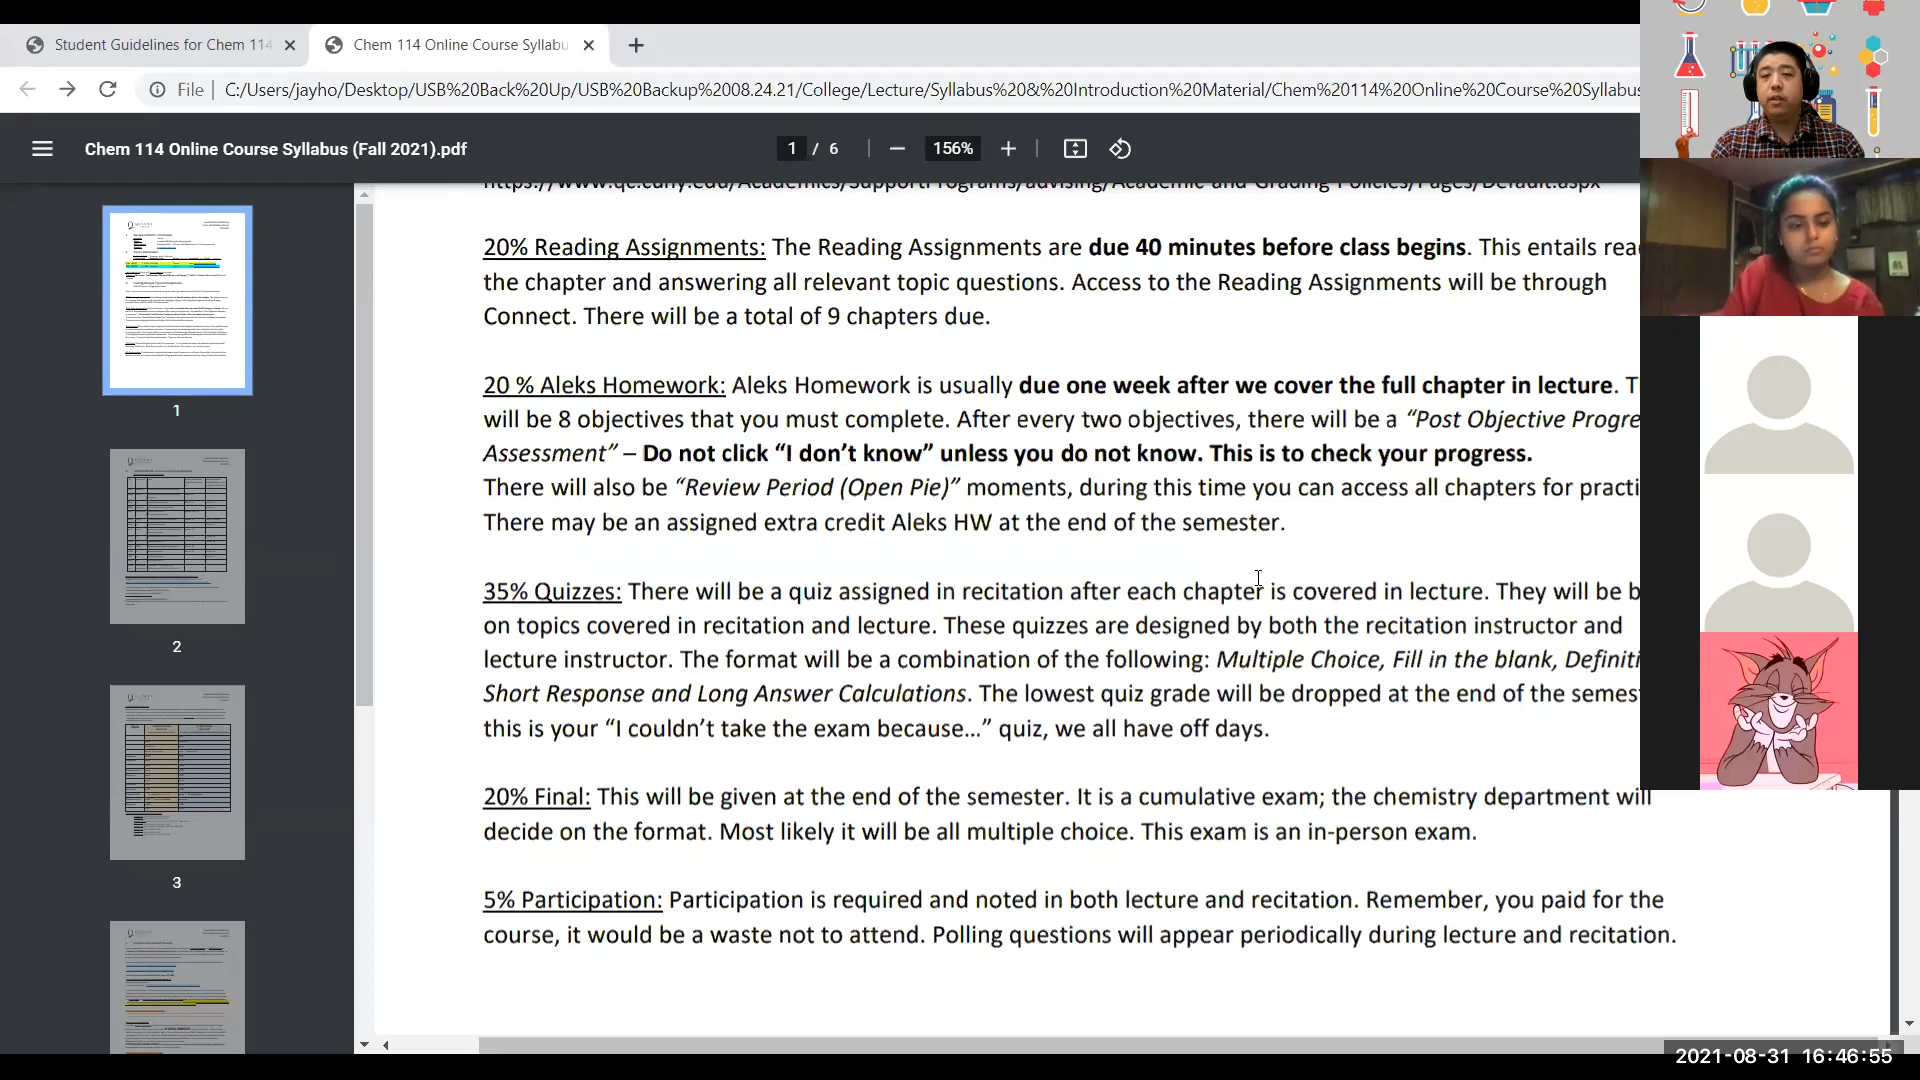 Student Guidelines for Chem 114
Chem 114 Online Course Syllabu
File
C:/Users/jayho/Desktop/USB%20Back%20Up/USB%20Backup%2008.24.21/College/Lecture/Syllabus%20&%20Introduction%20Material/Chem%20114%20Online%20Course%20Syllabus
Chem 114 Online Course Syllabus (Fall 2021).pdf
1 / 6
156%
https://www.qc.cuny.edu/Academics/SupportPrograms/advising/Academic and Grading Policies/Pages/Default.aspx
20% Reading Assignments: The Reading Assignments are due 40 minutes before class begins. This entails rea
the chapter and answering all relevant topic questions. Access to the Reading Assignments will be through
Connect. There will be a total of 9 chapters due.
20 % Aleks Homework: Aleks Homework is usually due one week after we cover the full chapter in lecture. T
will be 8 objectives that you must complete. After every two objectives, there will be a “Post Objective Progre
Assessment” – Do not click “I don’t know” unless you do not know. This is to check your progress.
There will also be “Review Period (Open Pie)” moments, during this time you can access all chapters for practi
There may be an assigned extra credit Aleks HW at the end of the semester.
35% Quizzes: There will be a quiz assigned in recitation after each chapter is covered in lecture. They will be b
on topics covered in recitation and lecture. These quizzes are designed by both the recitation instructor and
lecture instructor. The format will be a combination of the following: Multiple Choice, Fill in the blank, Definiti
Short Response and Long Answer Calculations. The lowest quiz grade will be dropped at the end of the semes
this is your “I couldn’t take the exam because…” quiz, we all have off days.
20% Final: This will be given at the end of the semester. It is a cumulative exam; the chemistry department will
decide on the format. Most likely it will be all multiple choice. This exam is an in-person exam.
5% Participation: Participation is required and noted in both lecture and recitation. Remember, you paid for the
course, it would be a waste not to attend. Polling questions will appear periodically during lecture and recitation.
1
2
3
2021-08-31 16:46:55